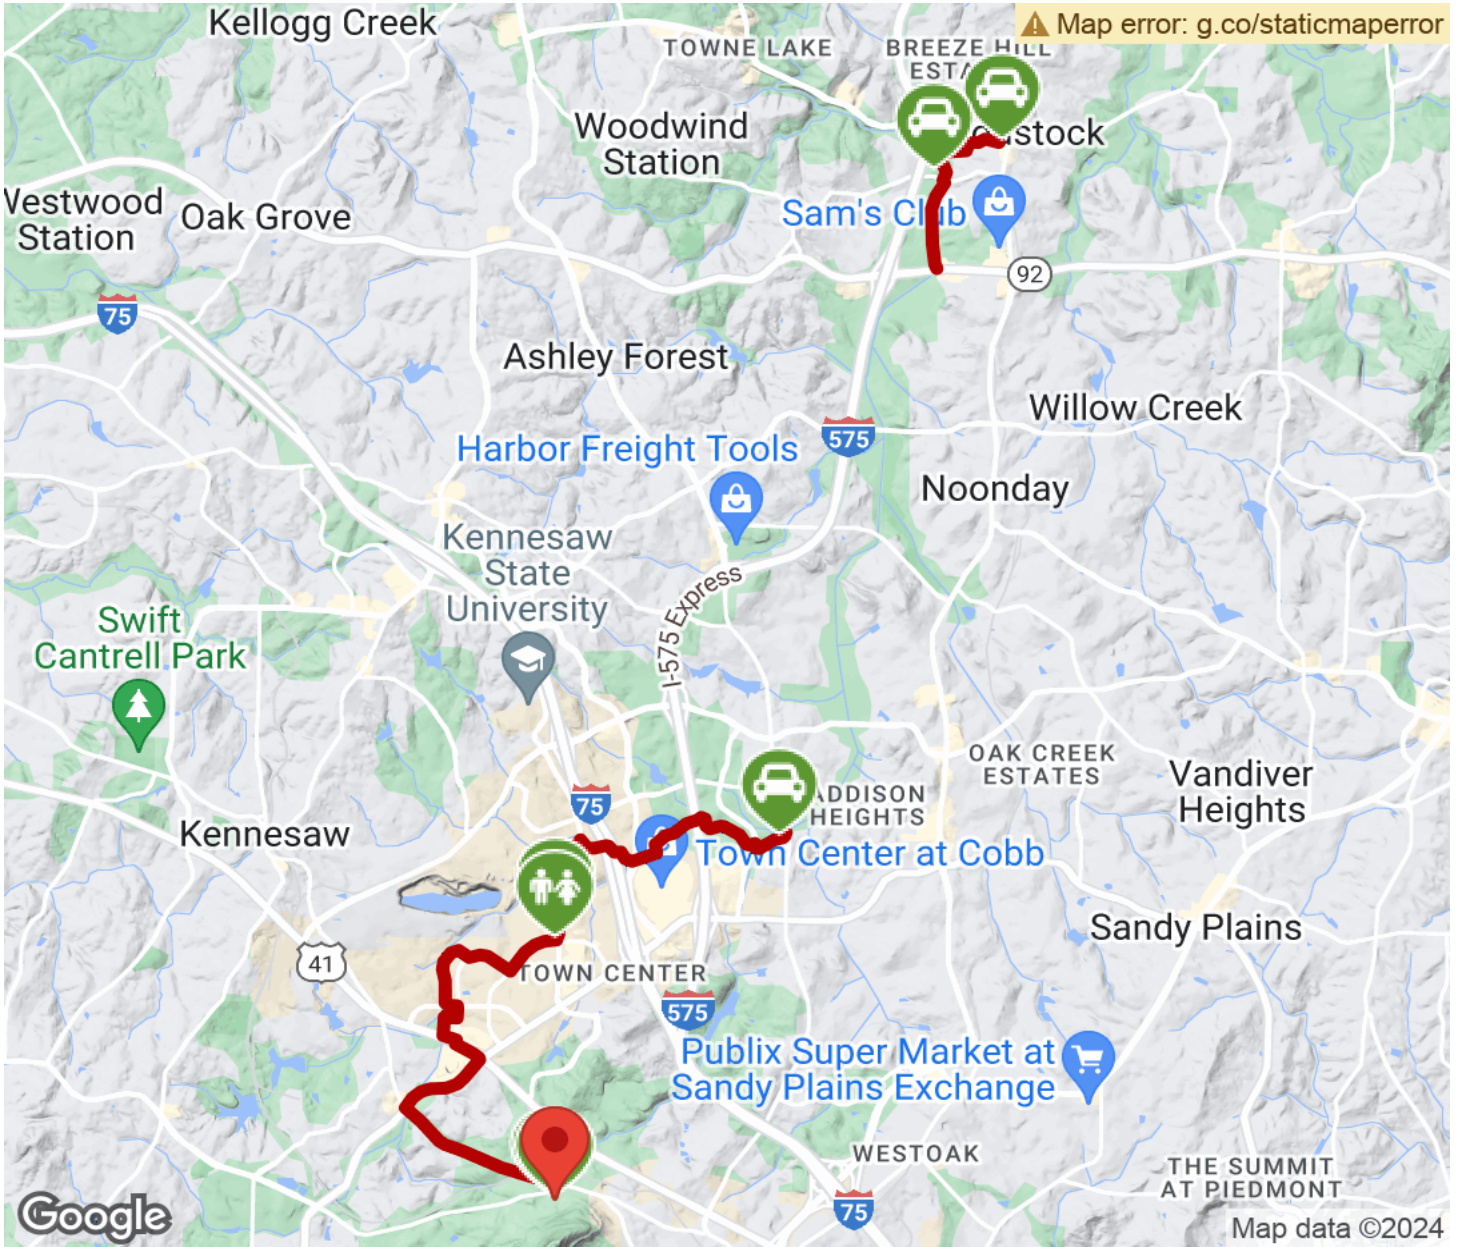 Kellogg Creek
Map error: g.co/staticmaperror
TOWNE LAKE
BREEZE HILL
ESTA
Woodwind
Station
stock
Westwood
Station
Oak Grove
Sam's Club
92
75
Ashley Forest
Willow Creek
575
Harbor Freight Tools
Noonday
Kennesaw
State
University
I-575 Express
Swift
Cantrell Park
OAK CREEK
ESTATES
Vandiver
Heights
ADDISON
HEIGHTS
75
Kennesaw
Town Center at Cobb
Sandy Plains
41
TOWN CENTER
575
Publix Super Market at
Sandy Plains Exchange
WESTOAK
THE SUMMIT
AT PIEDMONT
75
Google
Map data ©2024